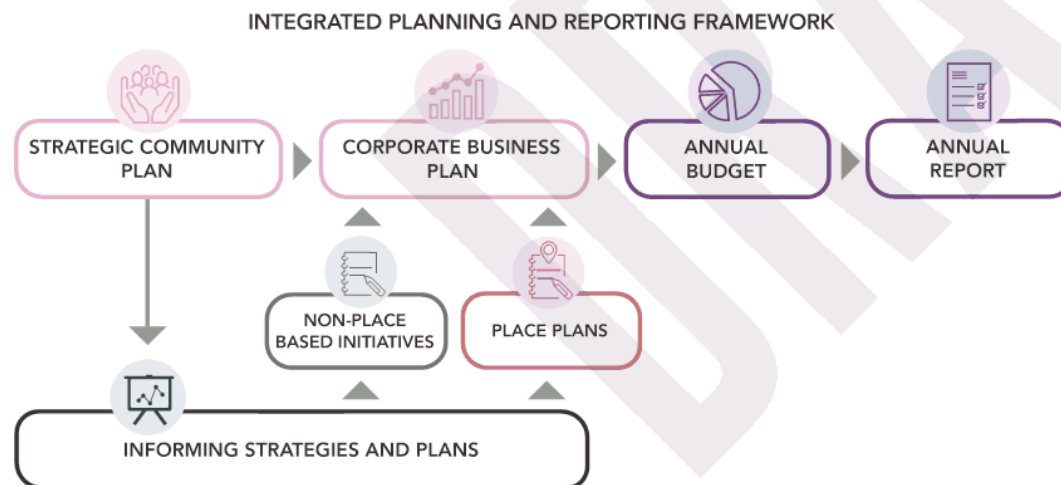 INTEGRATED PLANNING AND REPORTING FRAMEWORK
STRATEGIC COMMUNITY
PLAN
CORPORATE BUSINESS
PLAN
ANNUAL
BUDGET
ANNUAL
REPORT
NON-PLACE
BASED INITIATIVES
PLACE PLANS
INFORMING STRATEGIES AND PLANS